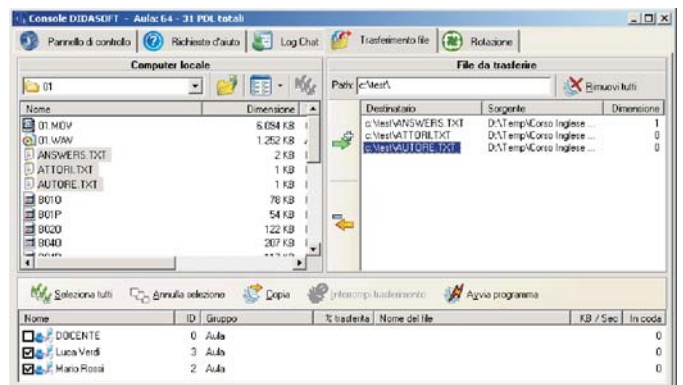 Console DIDASOFT - Aula: 64 - 31 PDL totali
Pannello di controllo Richieste d'aiuto Log Chat Trasferimento file Rotazione
Computer locale File da trasferire
01 Path: c:\test\ Rimuovi tutti
Nome Dimensione Destinatario Sorgente Dimensione
01.MOV 6.094 KB c:\test\ANSWERS.TXT D:\Temp\Corso Inglese ... 1
01.WAV 1.252 KB c:\test\ATTORI.TXT D:\Temp\Corso Inglese ... 0
ANSWERS.TXT 2 KB c:\test\AUTORE.TXT D:\Temp\Corso Inglese ... 0
ATTORI.TXT 1 KB
AUTORE.TXT 1 KB
B010 78 KB
B01P 54 KB
B020 122 KB
B040 207 KB
Seleziona tutti Annulla selezione Copia Interrompi trasferimento Avvia programma
Nome ID Gruppo % trasferita Nome del file KB / Sec In coda
DOCENTE 0 Aula 0
Luca Verdi 3 Aula 0
Mario Rossi 2 Aula 0